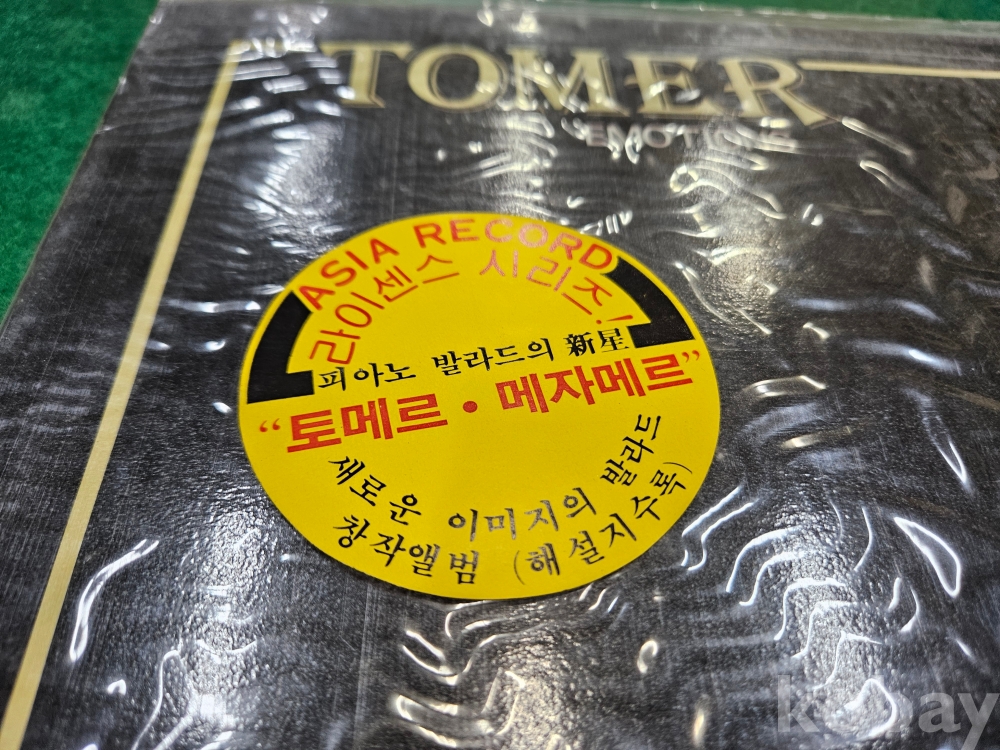 TOMER
EMOTIONS
ASIA RECORD
라이센스 시리즈!
피아노 발라드의 新星
“토메르 • 메자메르”
새로운 이미지의 발라드
창작앨범 (해설지수록)
kobay